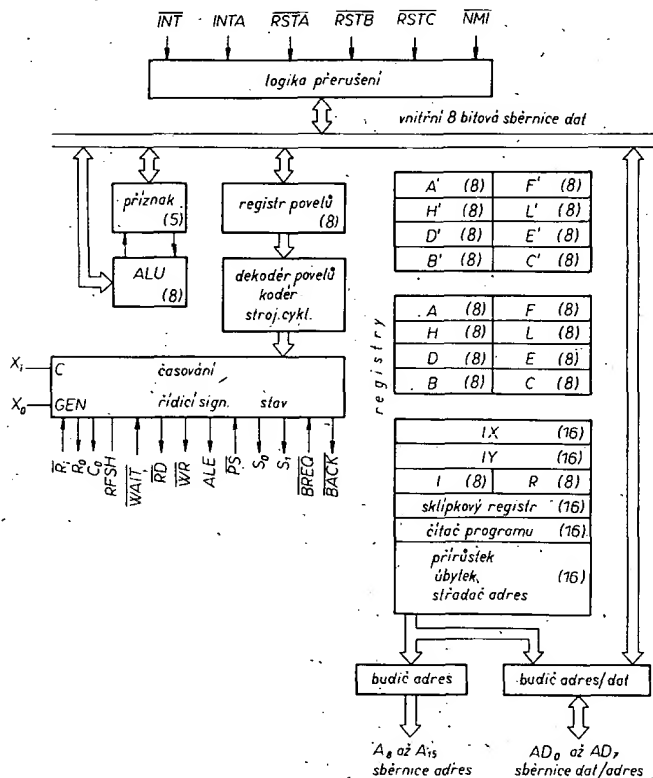 INT INTA RSTA RSTB RSTC NMI
logika přerušení
vnitřní 8 bitová sběrnice dat
příznak
(5)
ALU
(8)
registr povelů
(8)
dekodér povelů
kodér
stroj. cykl.
Xi
C
časování
X0
GEN
řídicí sign.
stav
Ri
R0
C0
RFSH
WAIT
RD
WR
ALE
PS
S0
S1
BREQ
BACK
registry
A' (8) F' (8)
H' (8) L' (8)
D' (8) E' (8)
B' (8) C' (8)
A (8) F (8)
H (8) L (8)
D (8) E (8)
B (8) C (8)
IX (16)
IY (16)
I (8) R (8)
sklípkový registr (16)
čítač programu (16)
přírůstek
úbytek, (16)
střadač adres
budič adres
budič adres/dat
A8 až A15
sběrnice adres
AD0 až AD7
sběrnice dat/adres